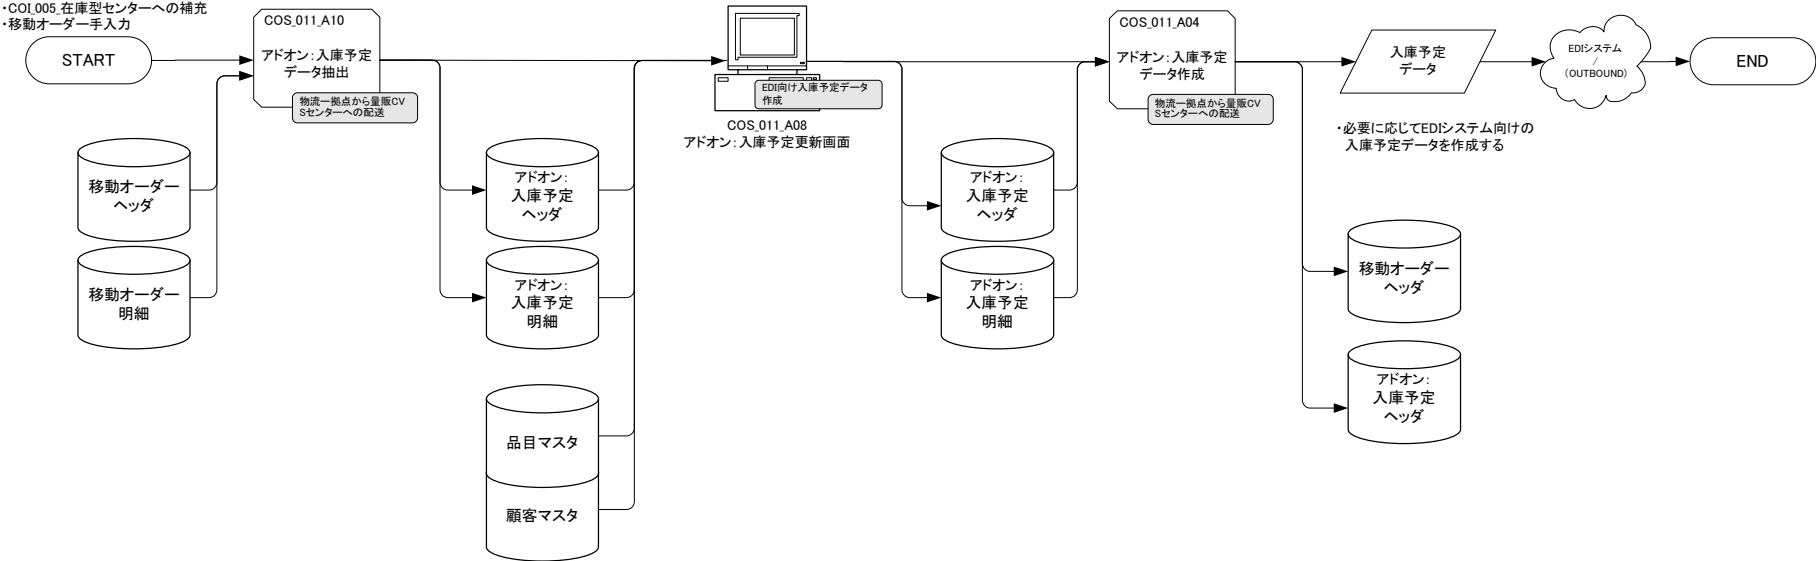 ・COI_005_在庫型センターへの補充
・移動オーダー手入力
START
COS_011_A10
アドオン：入庫予定
データ抽出
物流一拠点から量販CV
Sセンターへの配送
移動オーダー
ヘッダ
移動オーダー
明細
アドオン：
入庫予定
ヘッダ
アドオン：
入庫予定
明細
品目マスタ
顧客マスタ
EDI向け入庫予定データ
作成
COS_011_A08
アドオン：入庫予定更新画面
アドオン：
入庫予定
ヘッダ
アドオン：
入庫予定
明細
COS_011_A04
アドオン：入庫予定
データ作成
物流一拠点から量販CV
Sセンターへの配送
入庫予定
データ
・必要に応じてEDIシステム向けの
入庫予定データを作成する
移動オーダー
ヘッダ
アドオン：
入庫予定
ヘッダ
EDIシステム
/
（OUTBOUND）
END